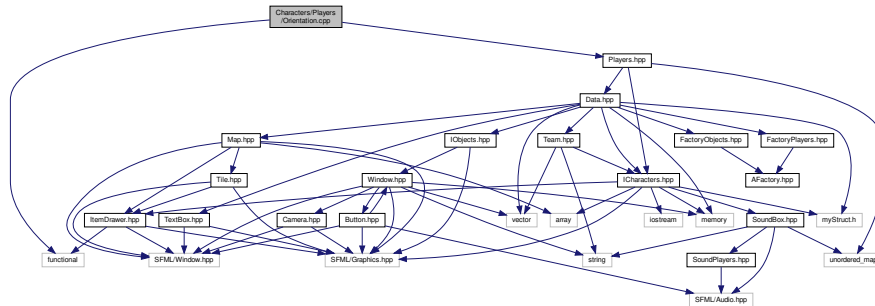 Characters/Players
/Orientation.cpp
Players.hpp
Data.hpp
Map.hpp
IObjects.hpp
Team.hpp
FactoryObjects.hpp
FactoryPlayers.hpp
Tile.hpp
Window.hpp
ICharacters.hpp
AFactory.hpp
ItemDrawer.hpp
TextBox.hpp
Camera.hpp
Button.hpp
vector
array
iostream
memory
SoundBox.hpp
myStruct.h
functional
SFML/Window.hpp
SFML/Graphics.hpp
string
SoundPlayers.hpp
unordered_map
SFML/Audio.hpp